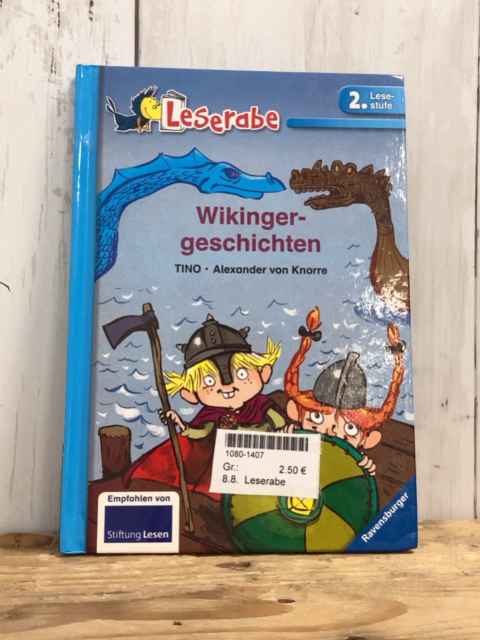 Leserabe
2. Lese-
stufe
Wikinger-
geschichten
TINO · Alexander von Knorre
1080-1407
Gr.: 2.50 €
8.8. Leserabe
Empfohlen von
Stiftung Lesen
Ravensburger